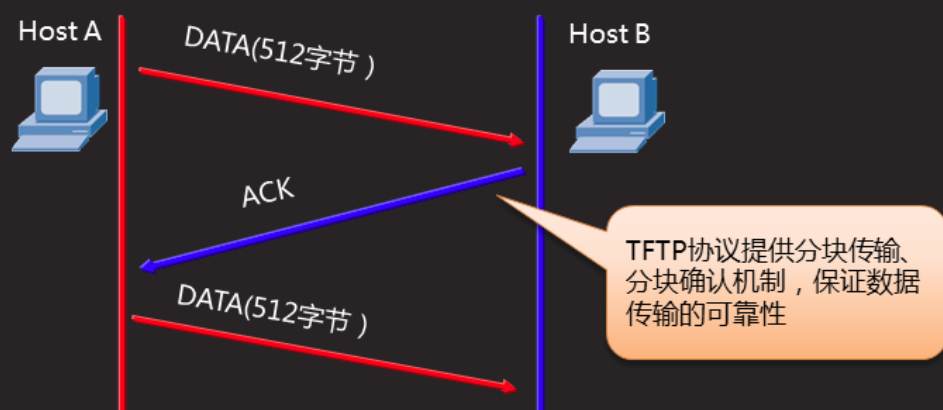 Host A
DATA(512字节）
Host B
ACK
TFTP协议提供分块传输、
分块确认机制，保证数据
传输的可靠性
DATA(512字节）